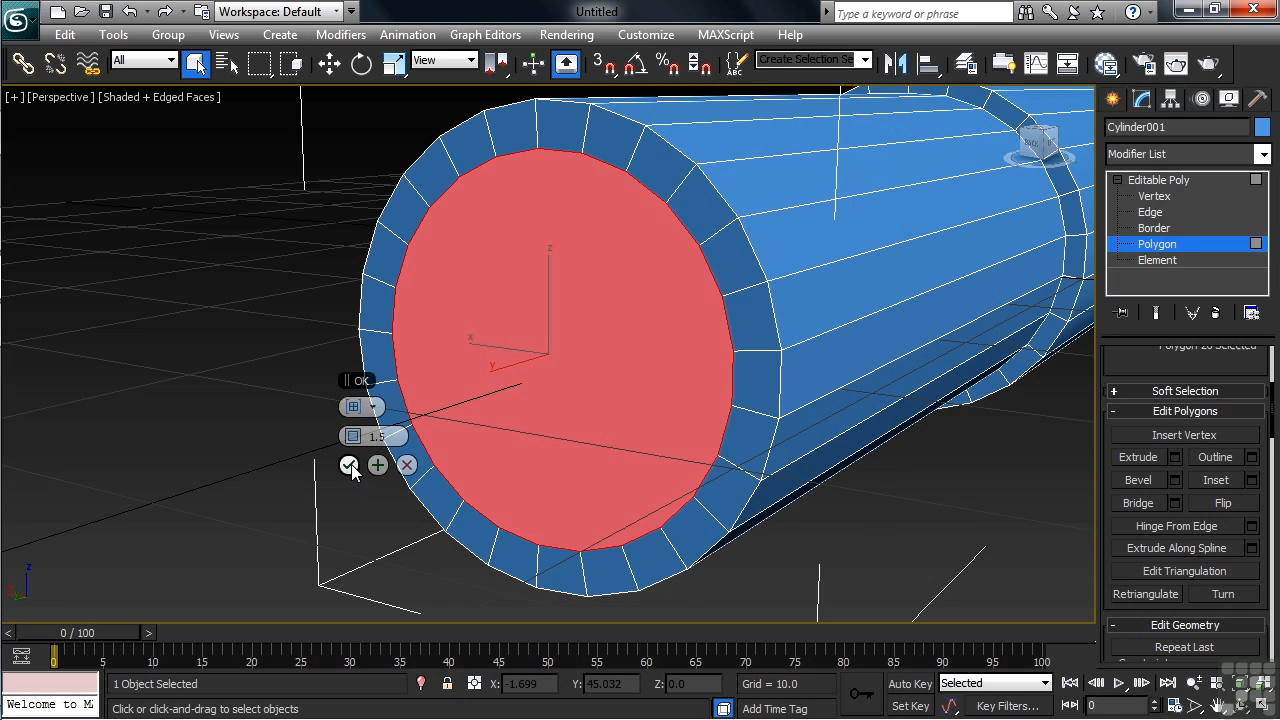 Workspace: Default
Untitled
Type a keyword or phrase
Edit Tools Group Views Create Modifiers Animation Graph Editors Rendering Customize MAXScript Help
All
View
3
Create Selection Se
[+] [Perspective] [Shaded + Edged Faces]
Cylinder001
Modifier List
Editable Poly
Vertex
Edge
Border
Polygon
Element
z
x
y
OK
1.5
Soft Selection
Edit Polygons
Insert Vertex
Extrude Outline
Bevel Inset
Bridge Flip
Hinge From Edge
Extrude Along Spline
Edit Triangulation
Retriangulate Turn
Edit Geometry
Repeat Last
z
0 / 100
0 5 10 15 20 25 30 35 40 45 50 55 60 65 70 75 80 85 90 95 100
1 Object Selected
X: -1.699 Y: 45.032 Z: 0.0
Grid = 10.0
Auto Key Selected
Welcome to M
Click or click-and-drag to select objects
Add Time Tag
Set Key Key Filters... 0